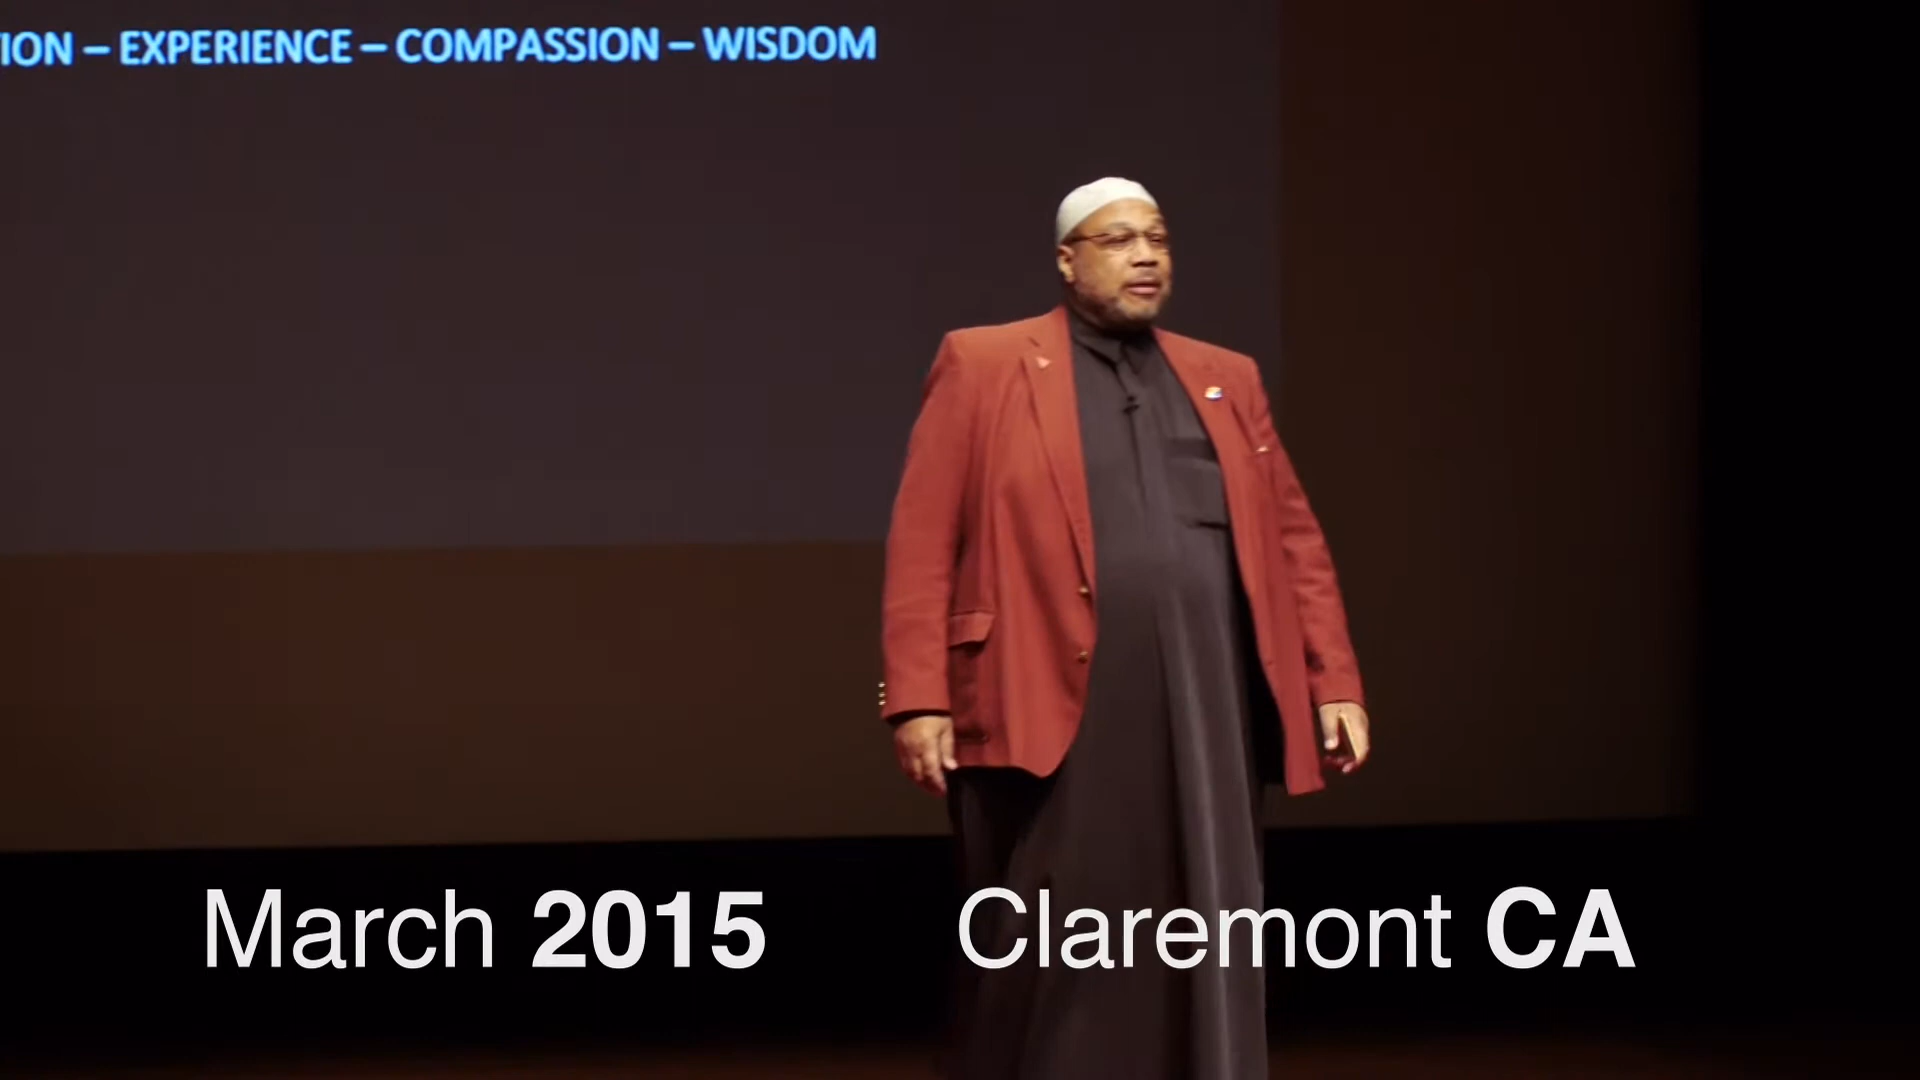 ION – EXPERIENCE – COMPASSION – WISDOM
March 2015
Claremont CA